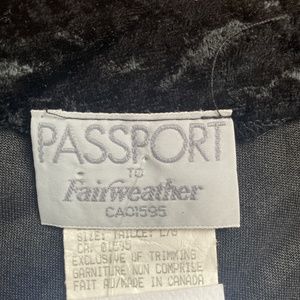 PASSPORT
TO
Fairweather
CA01595
SIZE: TAILLE: L/G
CA. 01595
EXCLUSIVE OF TRIMMING
GARNITURE NON COMPRISE
FAIT AU/MADE IN CANADA